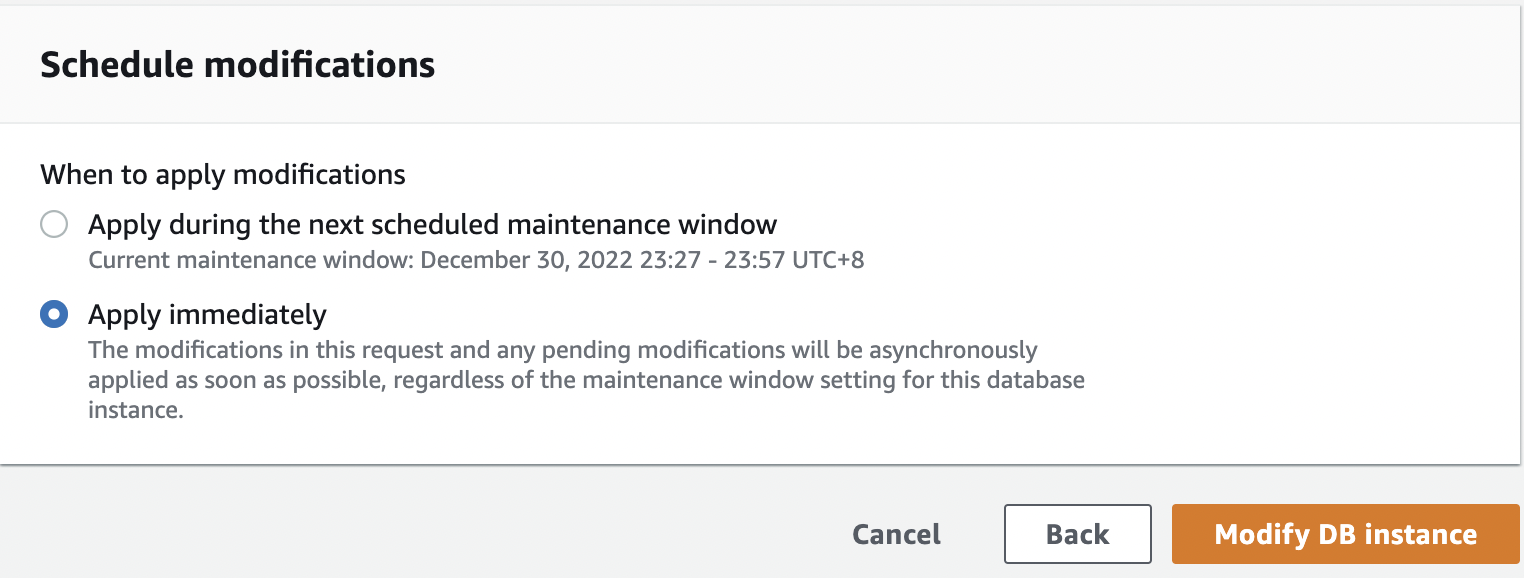 Schedule modifications
When to apply modifications
Apply during the next scheduled maintenance window
Current maintenance window: December 30, 2022 23:27 - 23:57 UTC+8
Apply immediately
The modifications in this request and any pending modifications will be asynchronously
applied as soon as possible, regardless of the maintenance window setting for this database
instance.
Cancel
Back
Modify DB instance